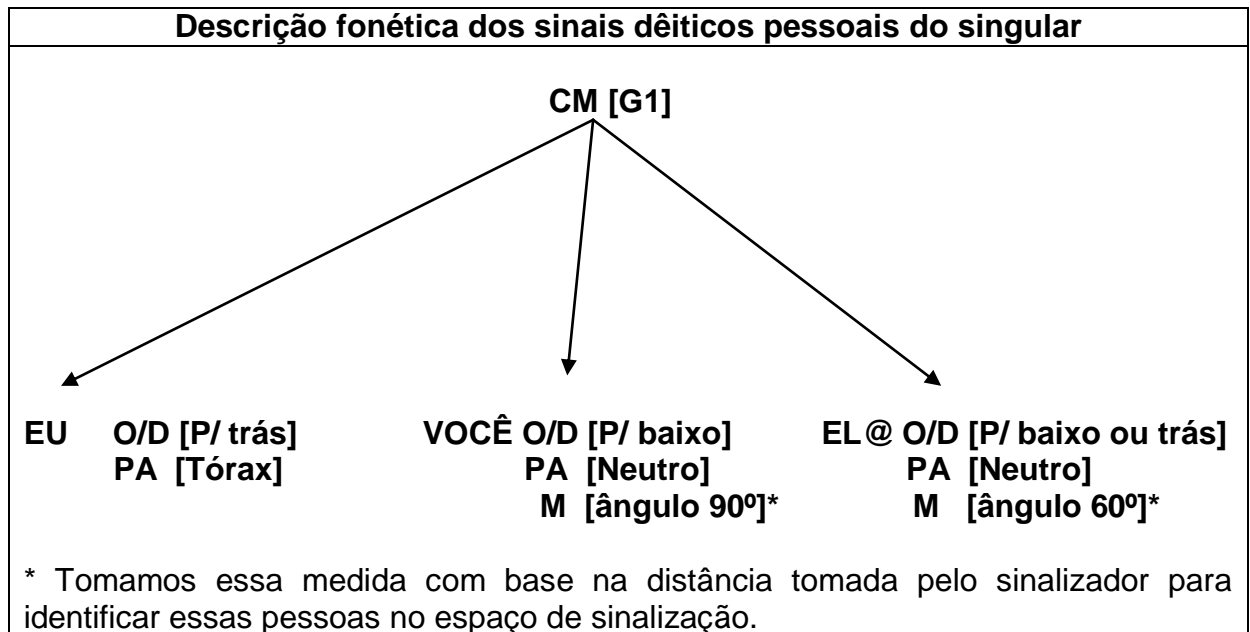 Descrição fonética dos sinais dêiticos pessoais do singular
CM [G1]
EU O/D [P/ trás] VOCÊ O/D [P/ baixo] EL@ O/D [P/ baixo ou trás]
PA [Tórax] PA [Neutro] PA [Neutro]
M [ângulo 90º]* M [ângulo 60º]*
* Tomamos essa medida com base na distância tomada pelo sinalizador para
identificar essas pessoas no espaço de sinalização.